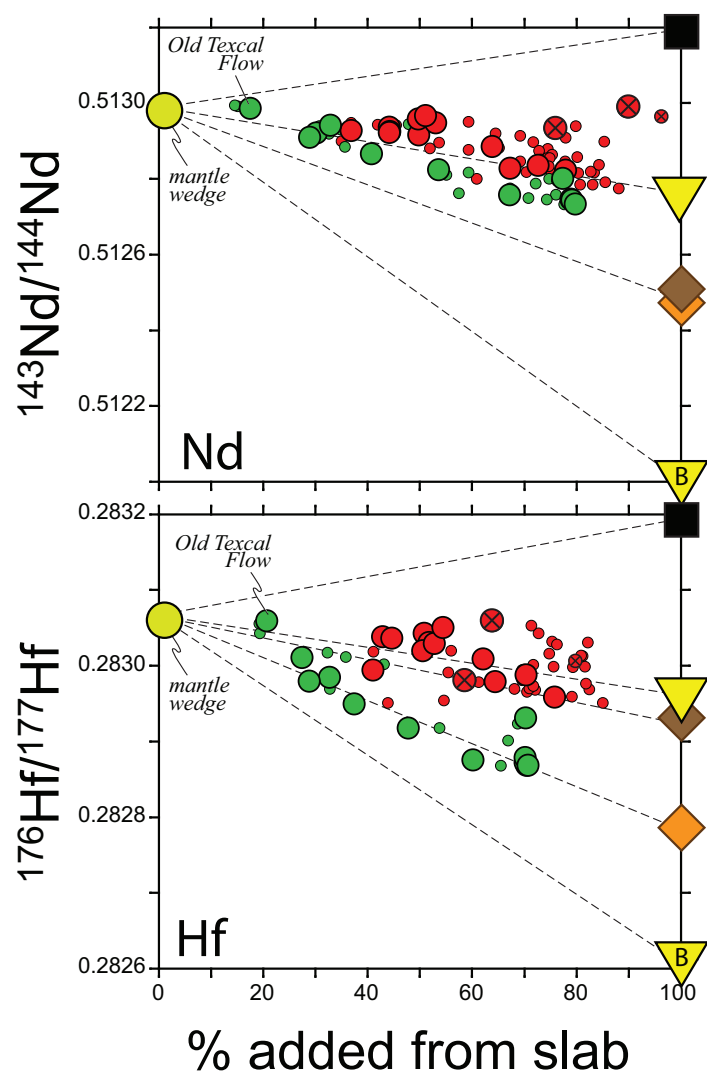 Old Texcal
Flow
0.5130
mantle
wedge
0.5126
143Nd/144Nd
0.5122
Nd
B
0.2832
Old Texcal
Flow
mantle
wedge
0.2830
176Hf/177Hf
0.2828
Hf
B
0.2826
0 20 40 60 80 100
% added from slab